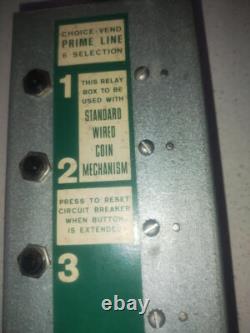 CHOICE-VEND
PRIME LINE
6 SELECTION
1
THIS RELAY
BOX TO BE
USED WITH
STANDARD
WIRED
COIN
MECHANISM
2
PRESS TO RESET
CIRCUIT BREAKER
WHEN BUTTON
IS EXTENDED
3
ebay